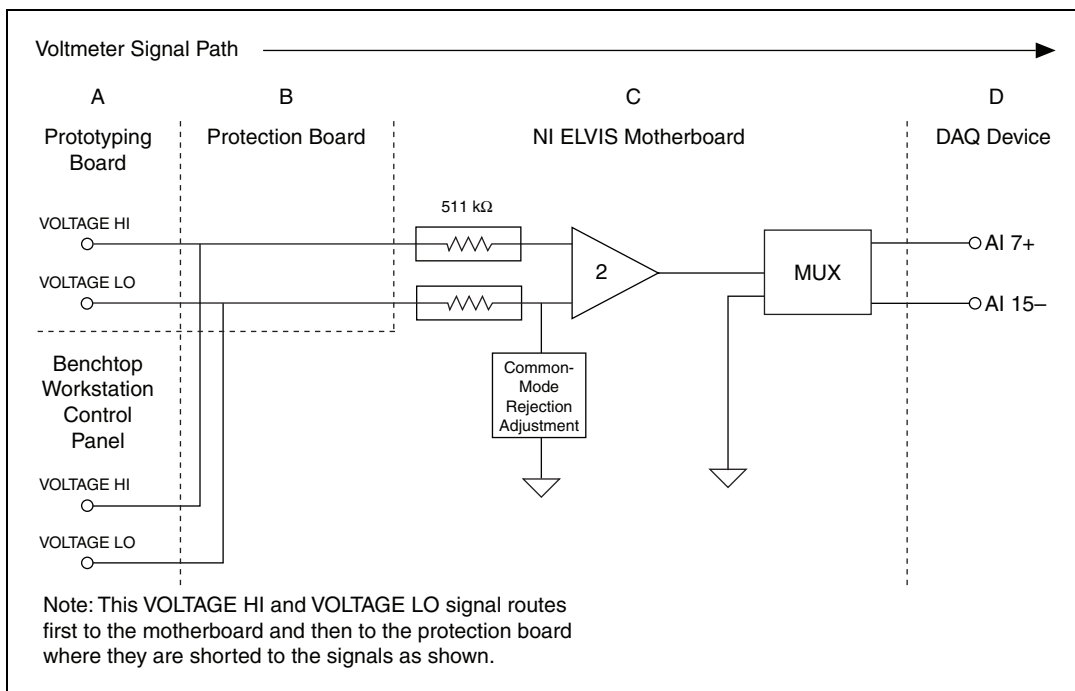 Voltmeter Signal Path
A
B
C
D
Prototyping
Board
Protection Board
NI ELVIS Motherboard
DAQ Device
511 kΩ
VOLTAGE HI
VOLTAGE LO
2
MUX
AI 7+
AI 15–
Common-
Mode
Rejection
Adjustment
Benchtop
Workstation
Control
Panel
VOLTAGE HI
VOLTAGE LO
Note: This VOLTAGE HI and VOLTAGE LO signal routes
first to the motherboard and then to the protection board
where they are shorted to the signals as shown.